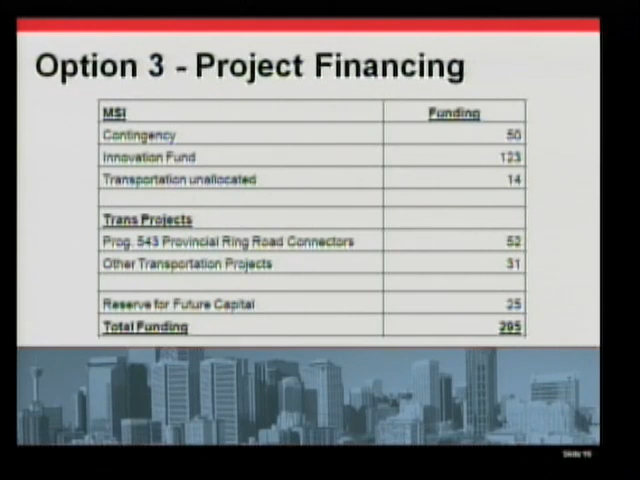 Option 3 - Project Financing
MSI Funding
Contingency 50
Innovation Fund 123
Transportation unallocated 14
Trans Projects
Prog. 543 Provincial Ring Road Connectors 52
Other Transportation Projects 31
Reserve for Future Capital 25
Total Funding 295
Slide